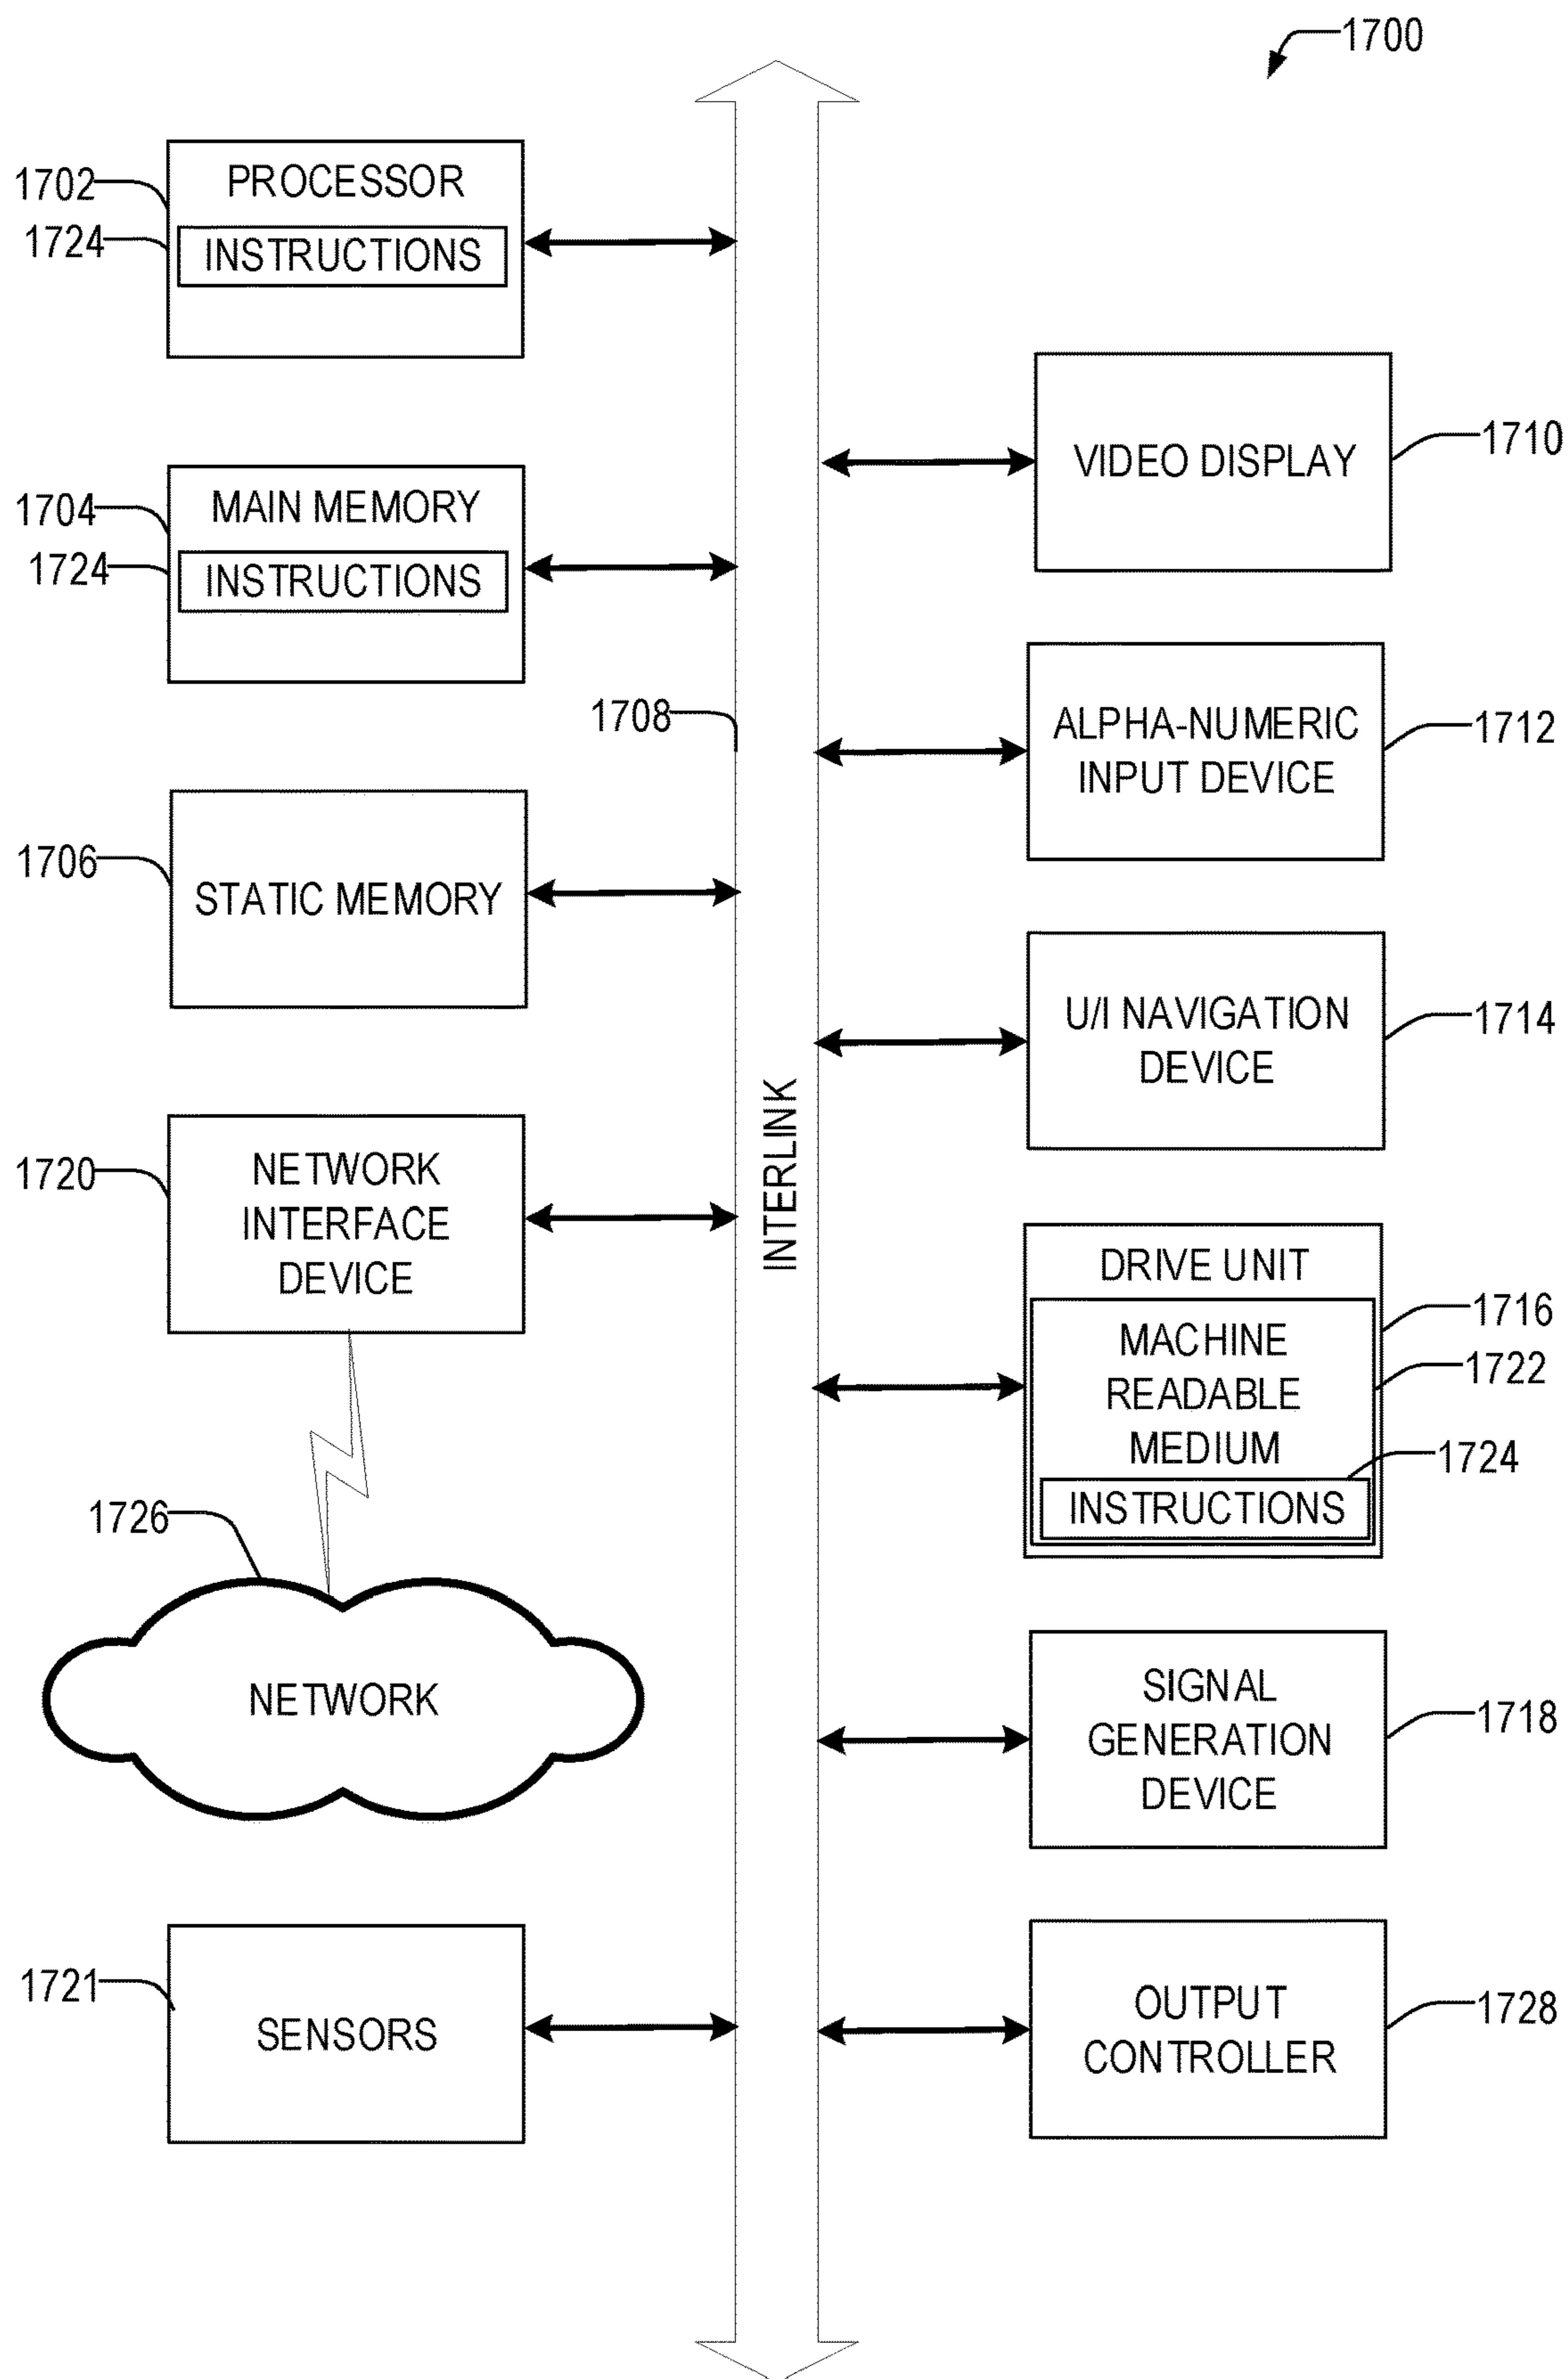 1700
1702
PROCESSOR
1724
INSTRUCTIONS
1704
MAIN MEMORY
1724
INSTRUCTIONS
1706
STATIC MEMORY
1720
NETWORK
INTERFACE
DEVICE
1726
NETWORK
1721
SENSORS
1708
INTERLINK
VIDEO DISPLAY
1710
ALPHA-NUMERIC
INPUT DEVICE
1712
U/I NAVIGATION
DEVICE
1714
DRIVE UNIT
1716
MACHINE
READABLE
MEDIUM
1722
1724
INSTRUCTIONS
SIGNAL
GENERATION
DEVICE
1718
OUTPUT
CONTROLLER
1728